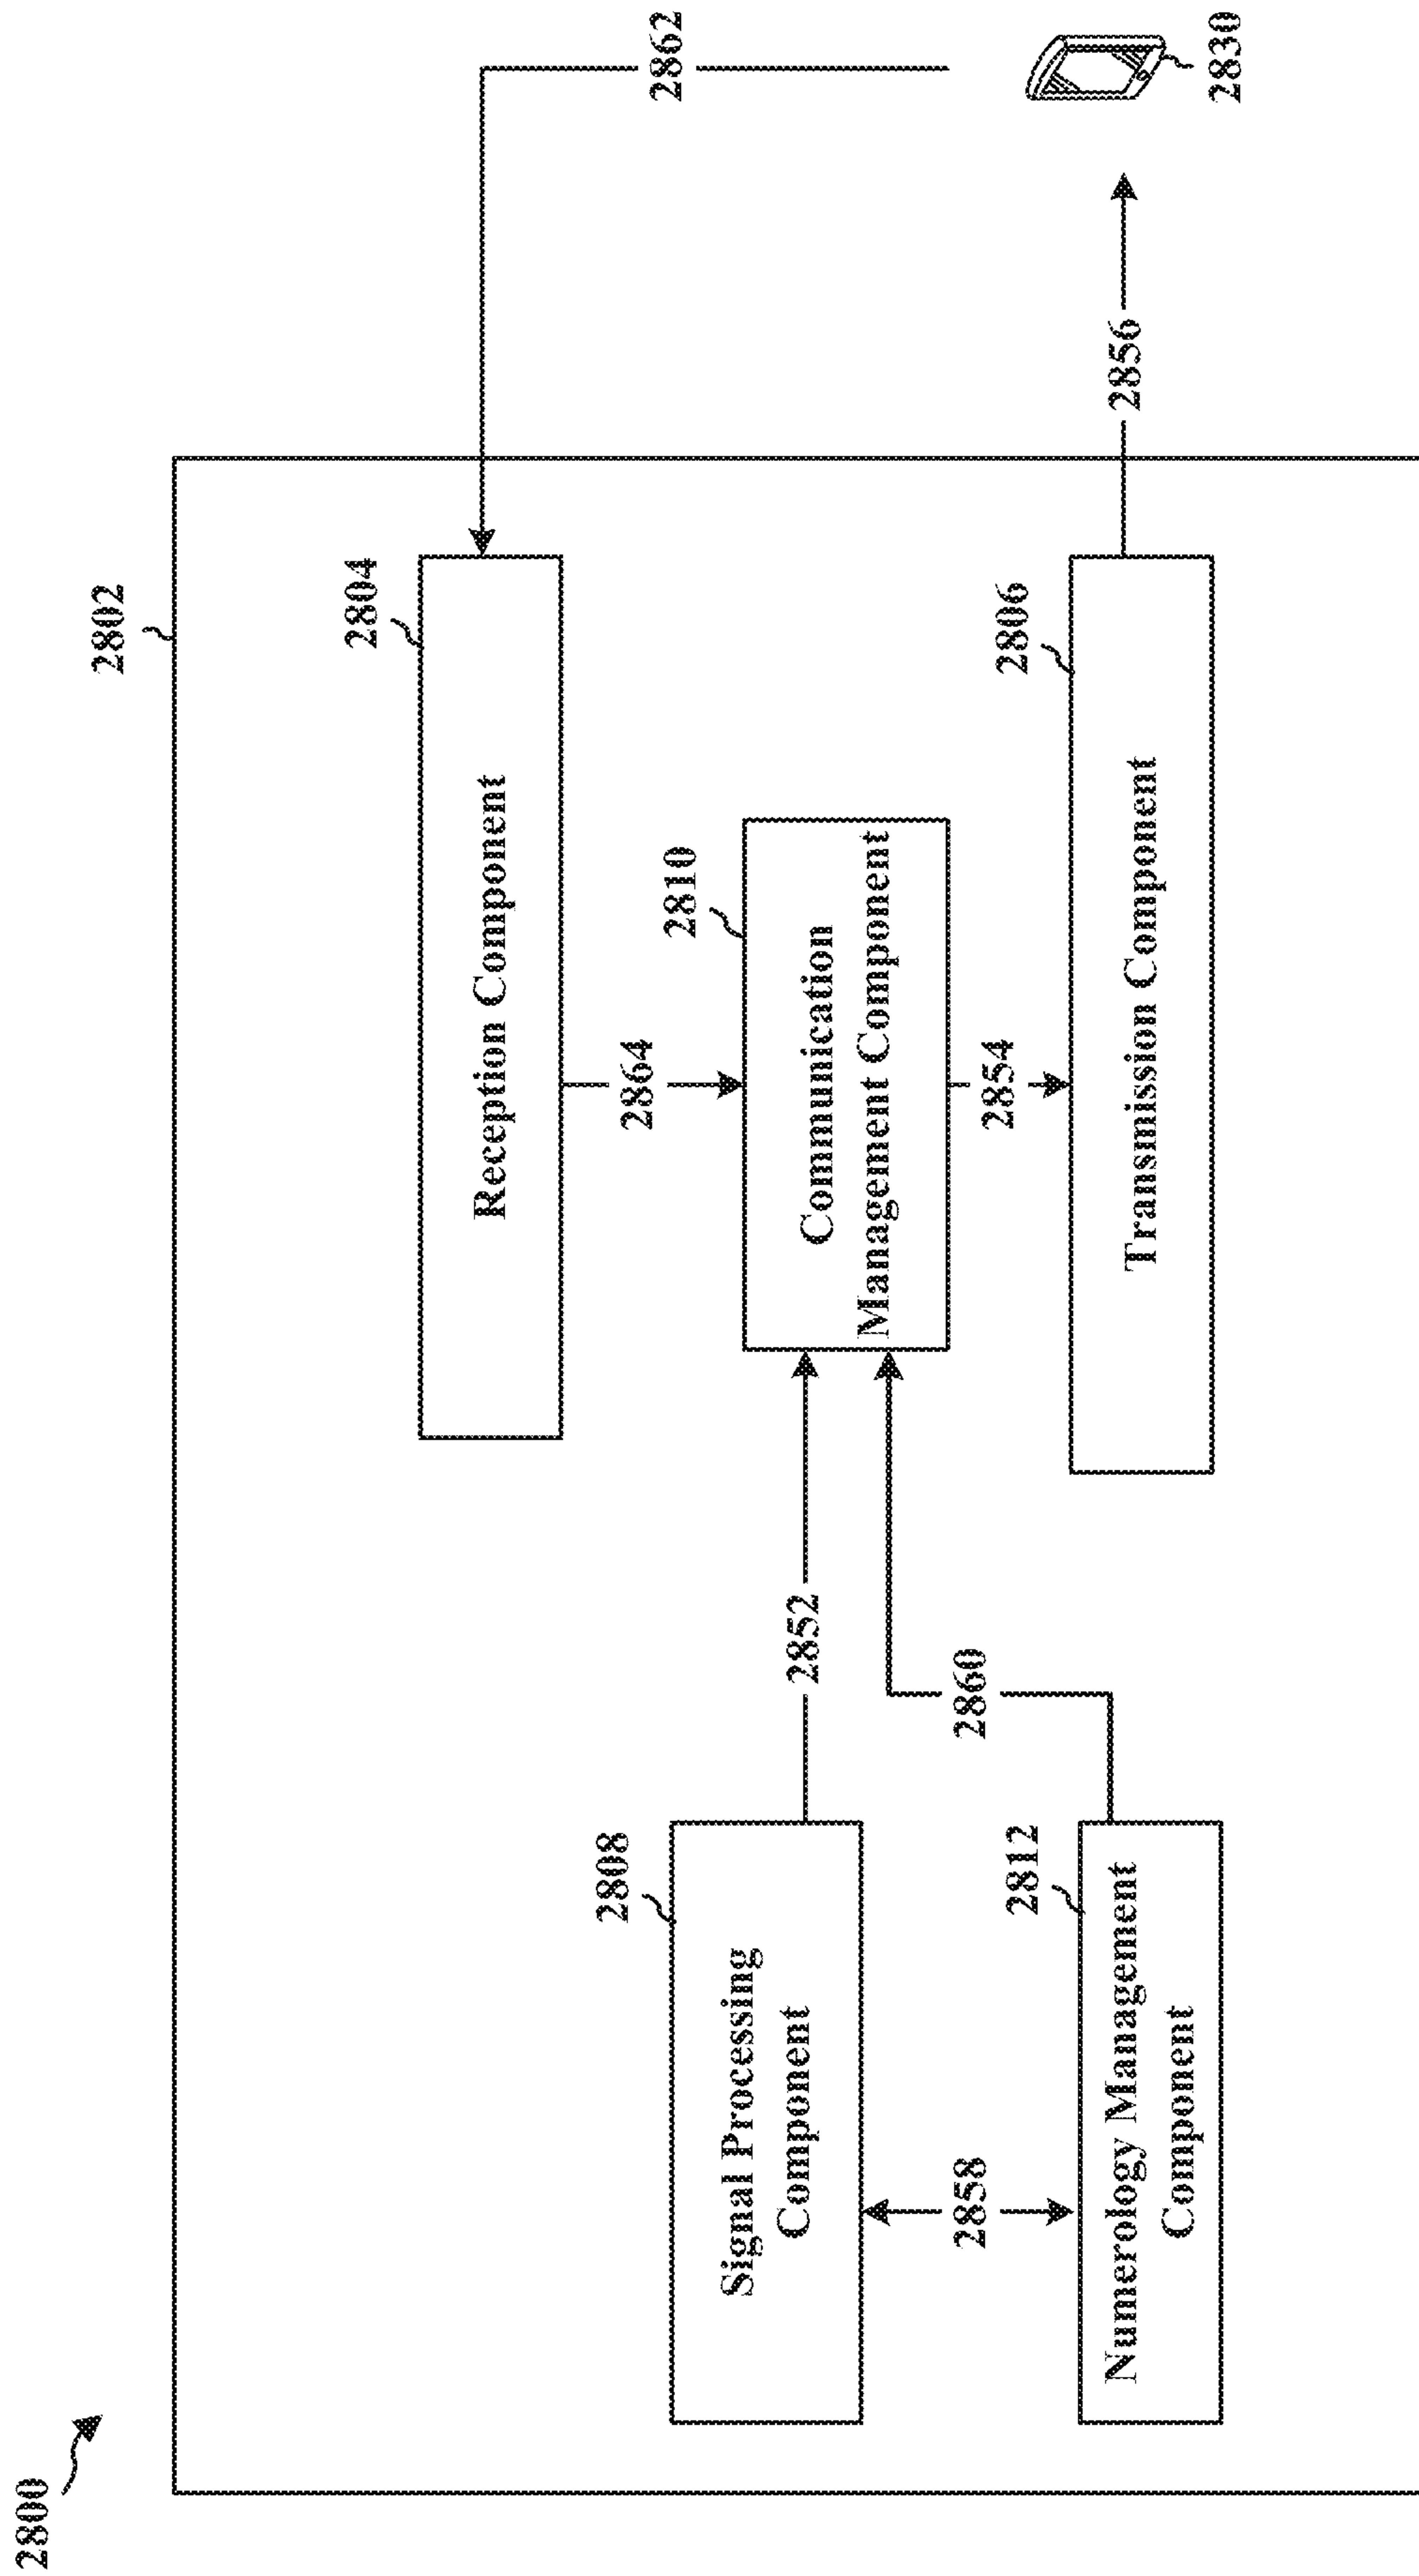 2800
2802
2804
Reception Component
2862
2864
2808
Signal Processing
Component
2852
2810
Communication
Management Component
2858
2860
2854
2812
Numerology Management
Component
2806
Transmission Component
2856
2830